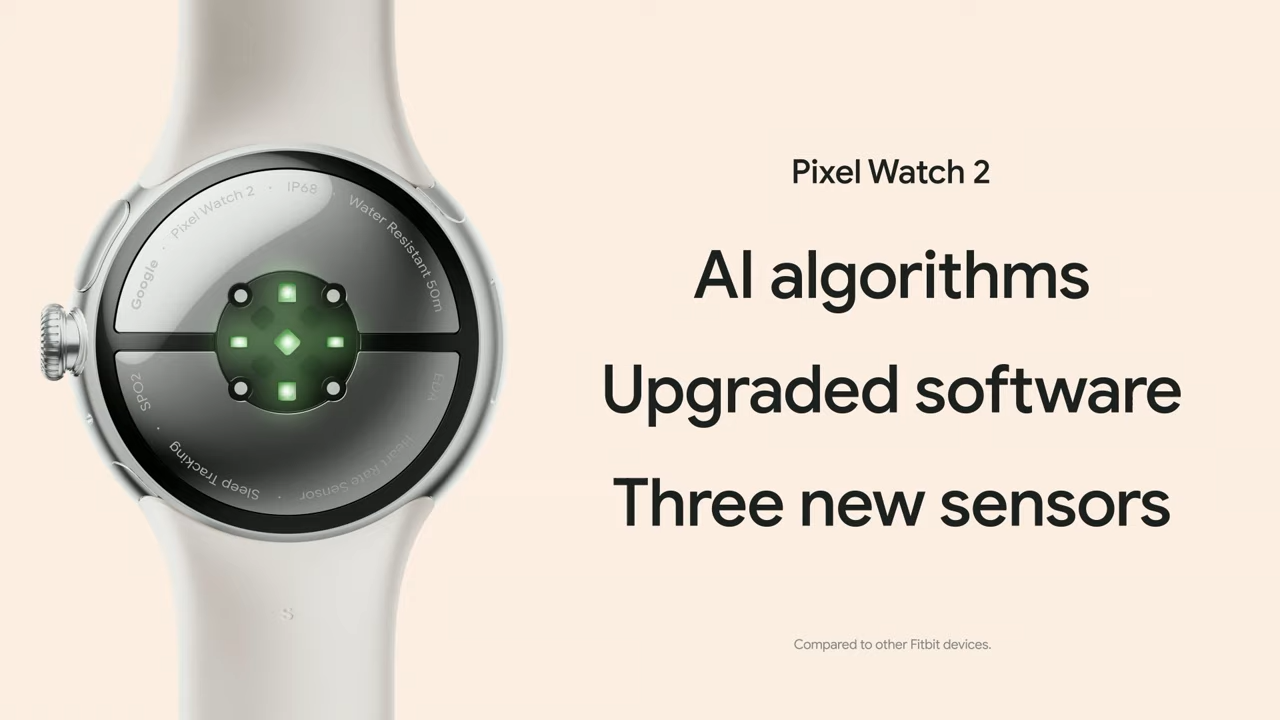 Google · Pixel Watch 2 · IP68 · Water Resistant 50m
SPO2 · Sleep Tracking · Heart Rate Sensor · EDA
S
Pixel Watch 2
AI algorithms
Upgraded software
Three new sensors
Compared to other Fitbit devices.